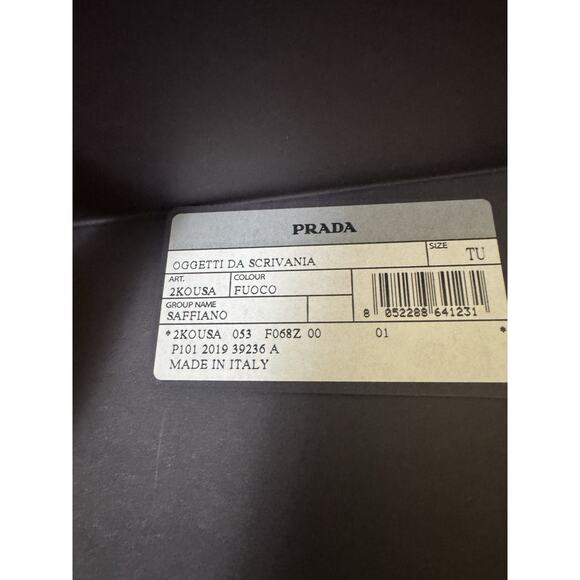 PRADA
OGGETTI DA SCRIVANIA
SIZE
TU
ART.
COLOUR
2KOUSA
FUOCO
GROUP NAME
SAFFIANO
8 052288 641231
*2KOUSA 053 F068Z 00 01 *
P101 2019 39236 A
MADE IN ITALY